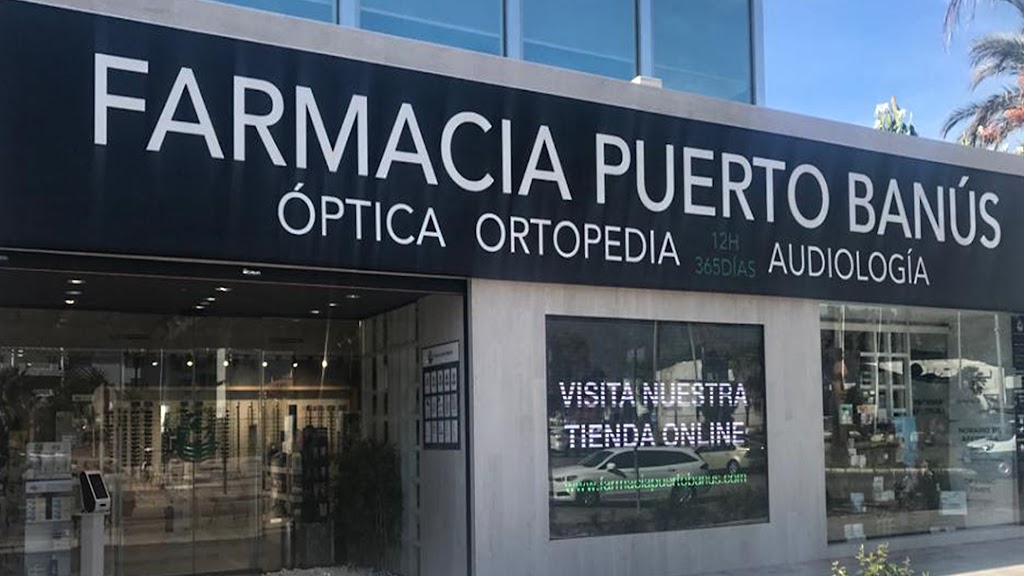 FARMACIA PUERTO BANÚS
ÓPTICA ORTOPEDIA 12H 365DÍAS AUDIOLOGÍA
VISITA NUESTRA
TIENDA ONLINE
www.farmaciapuertobanus.com